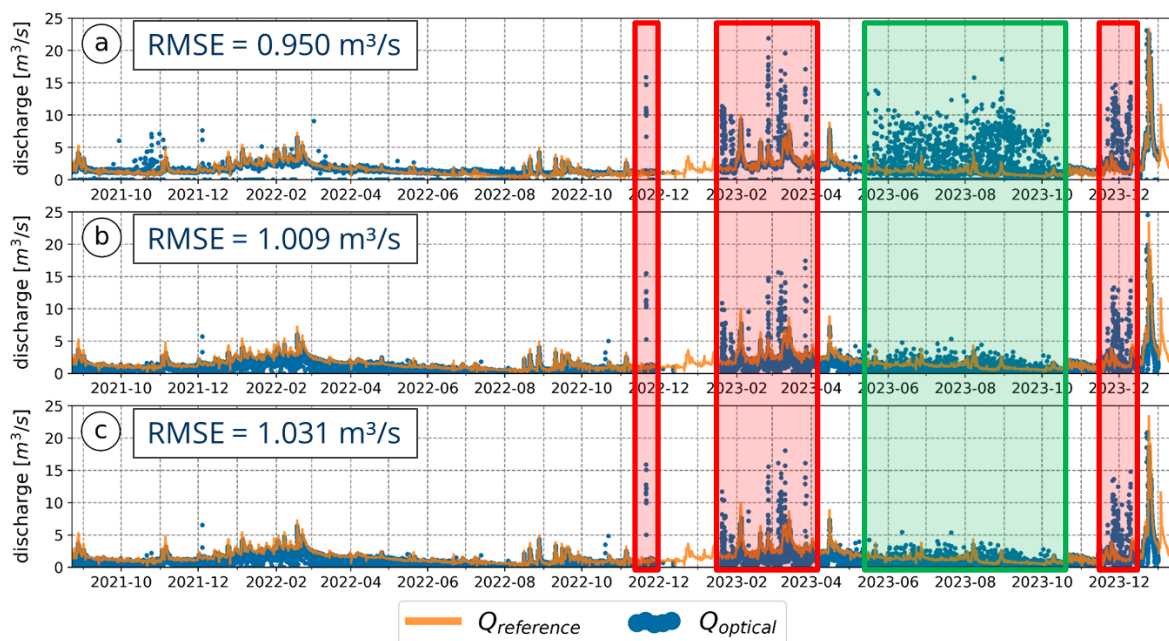 25
20
15
10
5
0
discharge [m³/s]
a
RMSE = 0.950 m³/s
2021-10 2021-12 2022-02 2022-04 2022-06 2022-08 2022-10 2022-12 2023-02 2023-04 2023-06 2023-08 2023-10 2023-12
25
20
15
10
5
0
discharge [m³/s]
b
RMSE = 1.009 m³/s
2021-10 2021-12 2022-02 2022-04 2022-06 2022-08 2022-10 2022-12 2023-02 2023-04 2023-06 2023-08 2023-10 2023-12
25
20
15
10
5
0
discharge [m³/s]
c
RMSE = 1.031 m³/s
2021-10 2021-12 2022-02 2022-04 2022-06 2022-08 2022-10 2022-12 2023-02 2023-04 2023-06 2023-08 2023-10 2023-12
Qreference Qoptical